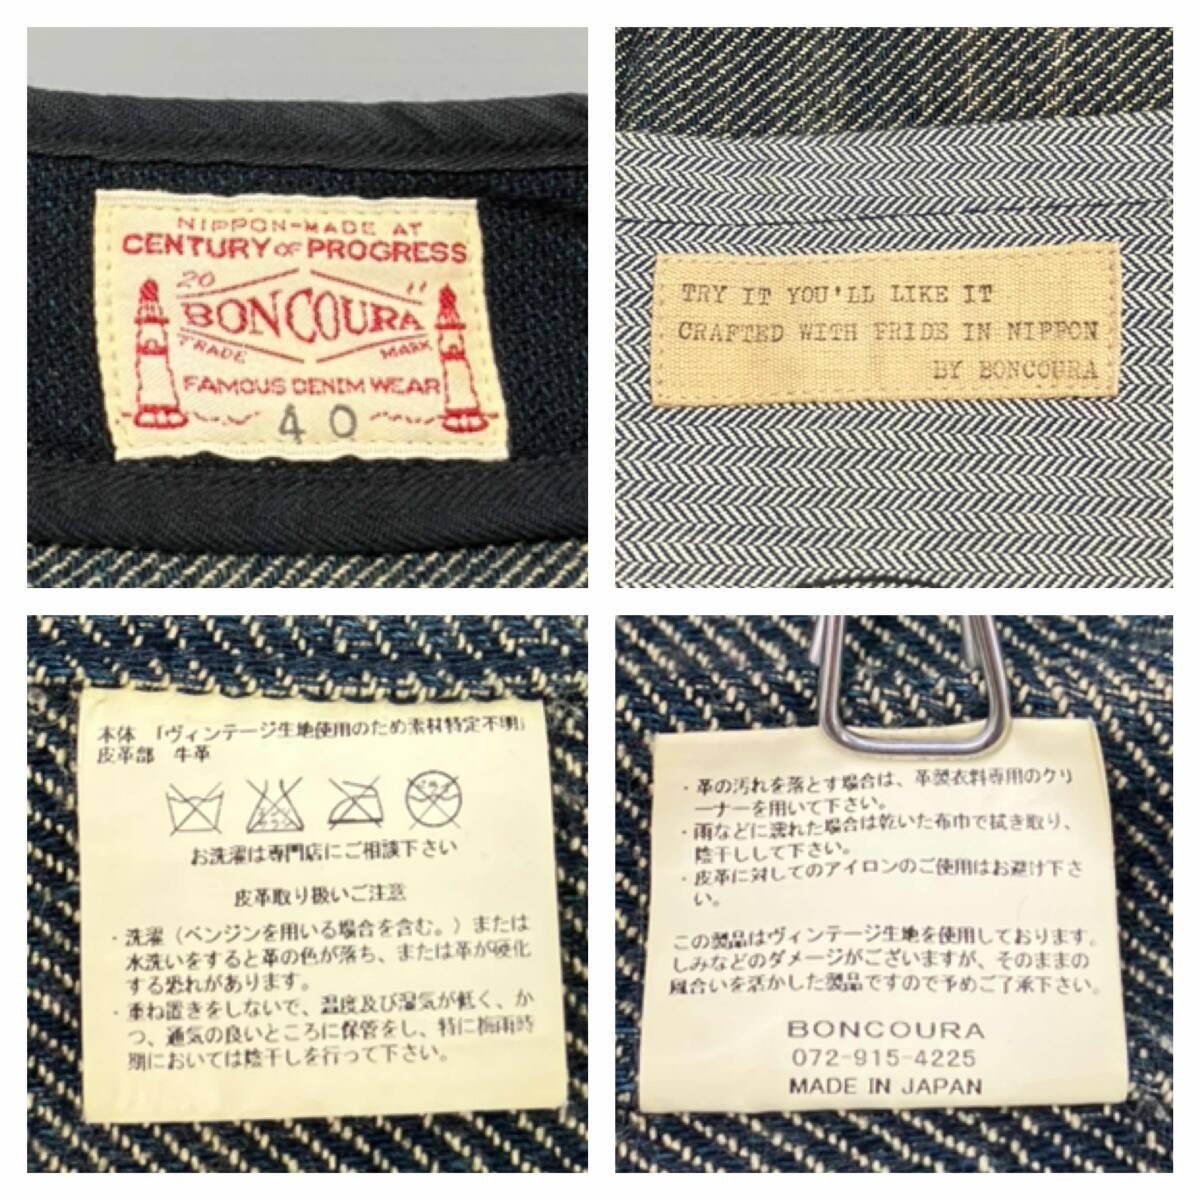 NIPPON-MADE AT
CENTURY OF PROGRESS
20 11
BONCOURA
TRADE MARK
FAMOUS DENIM WEAR
40
TRY IT YOU'LL LIKE IT
CRAFTED WITH PRIDE IN NIPPON
BY BONCOURA
本体 「ヴィンテージ生地使用のため素材特定不明」
皮革部 牛革
エンソサラシ
ドライ
お洗濯は専門店にご相談下さい
皮革取り扱いご注意
・洗濯（ベンジンを用いる場合を含む。）または
水洗いをすると革の色が落ち、または革が硬化
する恐れがあります。
・重ね置きをしないで、温度及び湿気が低く、か
つ、通気の良いところに保管をし、特に梅雨時
期においては陰干しを行って下さい。
・革の汚れを落とす場合は、革製衣料専用のクリ
ーナーを用いて下さい。
・雨などに濡れた場合は乾いた布巾で拭き取り、
陰干しして下さい。
・皮革に対してのアイロンのご使用はお避け下さ
い。
この製品はヴィンテージ生地を使用しております。
しみなどのダメージがございますが、そのままの
風合いを活かした製品ですので予めご了承下さい。
BONCOURA
072-915-4225
MADE IN JAPAN